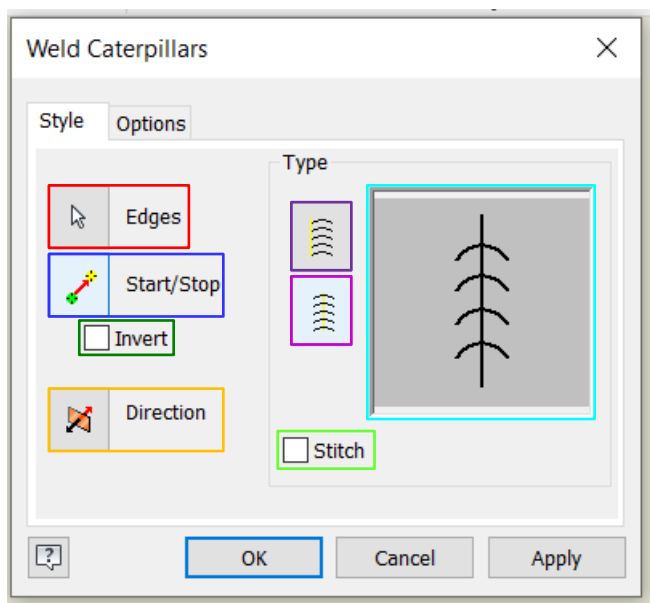 Weld Caterpillars
Style Options
Type
Edges
Start/Stop
Invert
Direction
Stitch
OK Cancel Apply